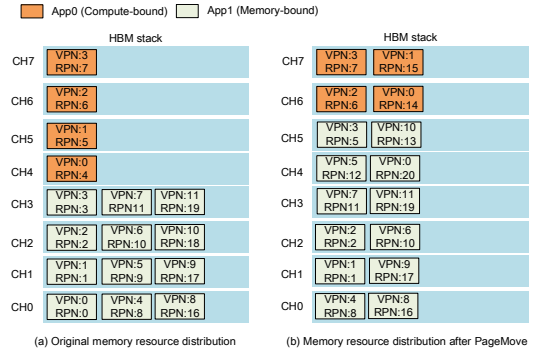 App0 (Compute-bound) App1 (Memory-bound)
HBM stack
CH7 VPN:3
RPN:7
CH6 VPN:2
RPN:6
CH5 VPN:1
RPN:5
CH4 VPN:0
RPN:4
CH3 VPN:3 VPN:7 VPN:11
RPN:3 RPN11 RPN:19
CH2 VPN:2 VPN:6 VPN:10
RPN:2 RPN:10 RPN:18
CH1 VPN:1 VPN:5 VPN:9
RPN:1 RPN:9 RPN:17
CH0 VPN:0 VPN:4 VPN:8
RPN:0 RPN:8 RPN:16
(a) Original memory resource distribution
HBM stack
CH7 VPN:3 VPN:1
RPN:7 RPN:15
CH6 VPN:2 VPN:0
RPN:6 RPN:14
CH5 VPN:3 VPN:10
RPN:5 RPN:13
CH4 VPN:5 VPN:0
RPN:12 RPN:20
CH3 VPN:7 VPN:11
RPN11 RPN:19
CH2 VPN:2 VPN:6
RPN:2 RPN:10
CH1 VPN:1 VPN:9
RPN:1 RPN:17
CH0 VPN:4 VPN:8
RPN:8 RPN:16
(b) Memory resource distribution after PageMove